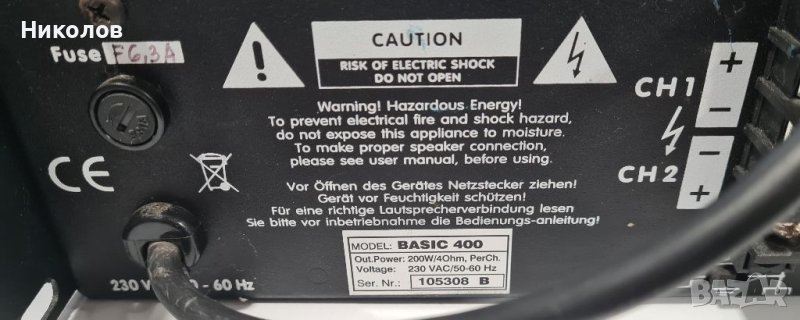 Николов
Fuse F6,3A
CAUTION
RISK OF ELECTRIC SHOCK
DO NOT OPEN
CH1
+
−
−
CH2
+
Warning! Hazardous Energy!
To prevent electrical fire and shock hazard,
do not expose this appliance to moisture.
To make proper speaker connection,
please see user manual, before using.
CE
Vor Öffnen des Gerätes Netzstecker ziehen!
Gerät vor Feuchtigkeit schützen!
Für eine richtige Lautsprecherverbindung lesen
Sie bitte vor inbetriebnahme die Bedienungs-anleitung!
MODEL: BASIC 400
Out.Power: 200W/4Ohm, PerCh.
Voltage: 230 VAC/50-60 Hz
Ser. Nr.: 105308 B
230 V - 60 Hz